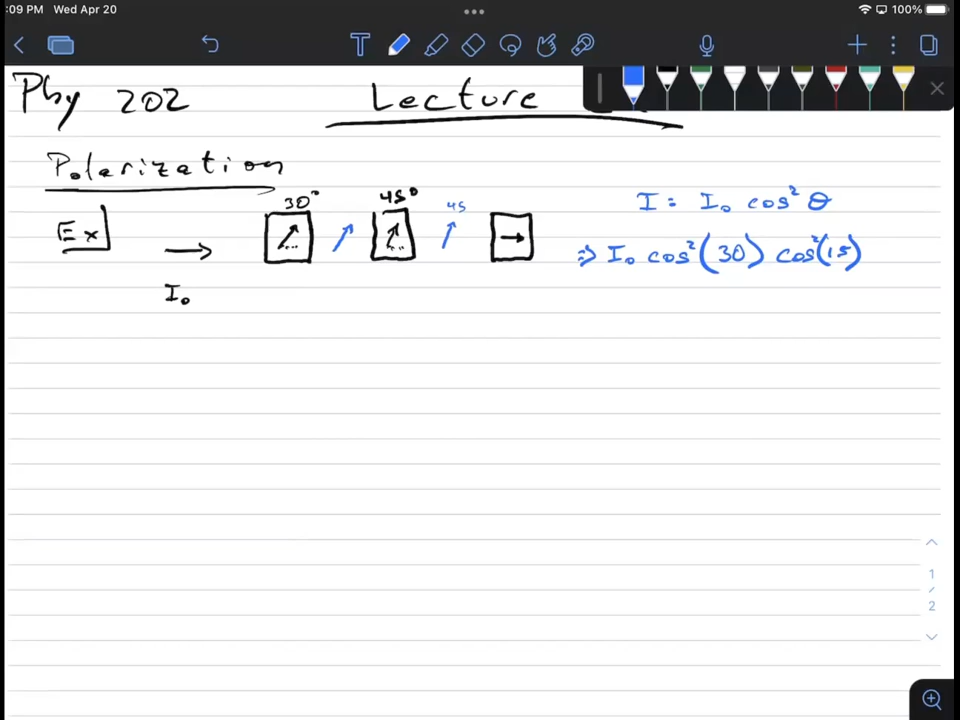 :09 PM Wed Apr 20
100%
Phy 202 Lecture
Polarization
Ex
30° 45° 45
I₀
I = I₀ cos² θ
⇒ I₀ cos²(30) cos²(15)
1
/
2